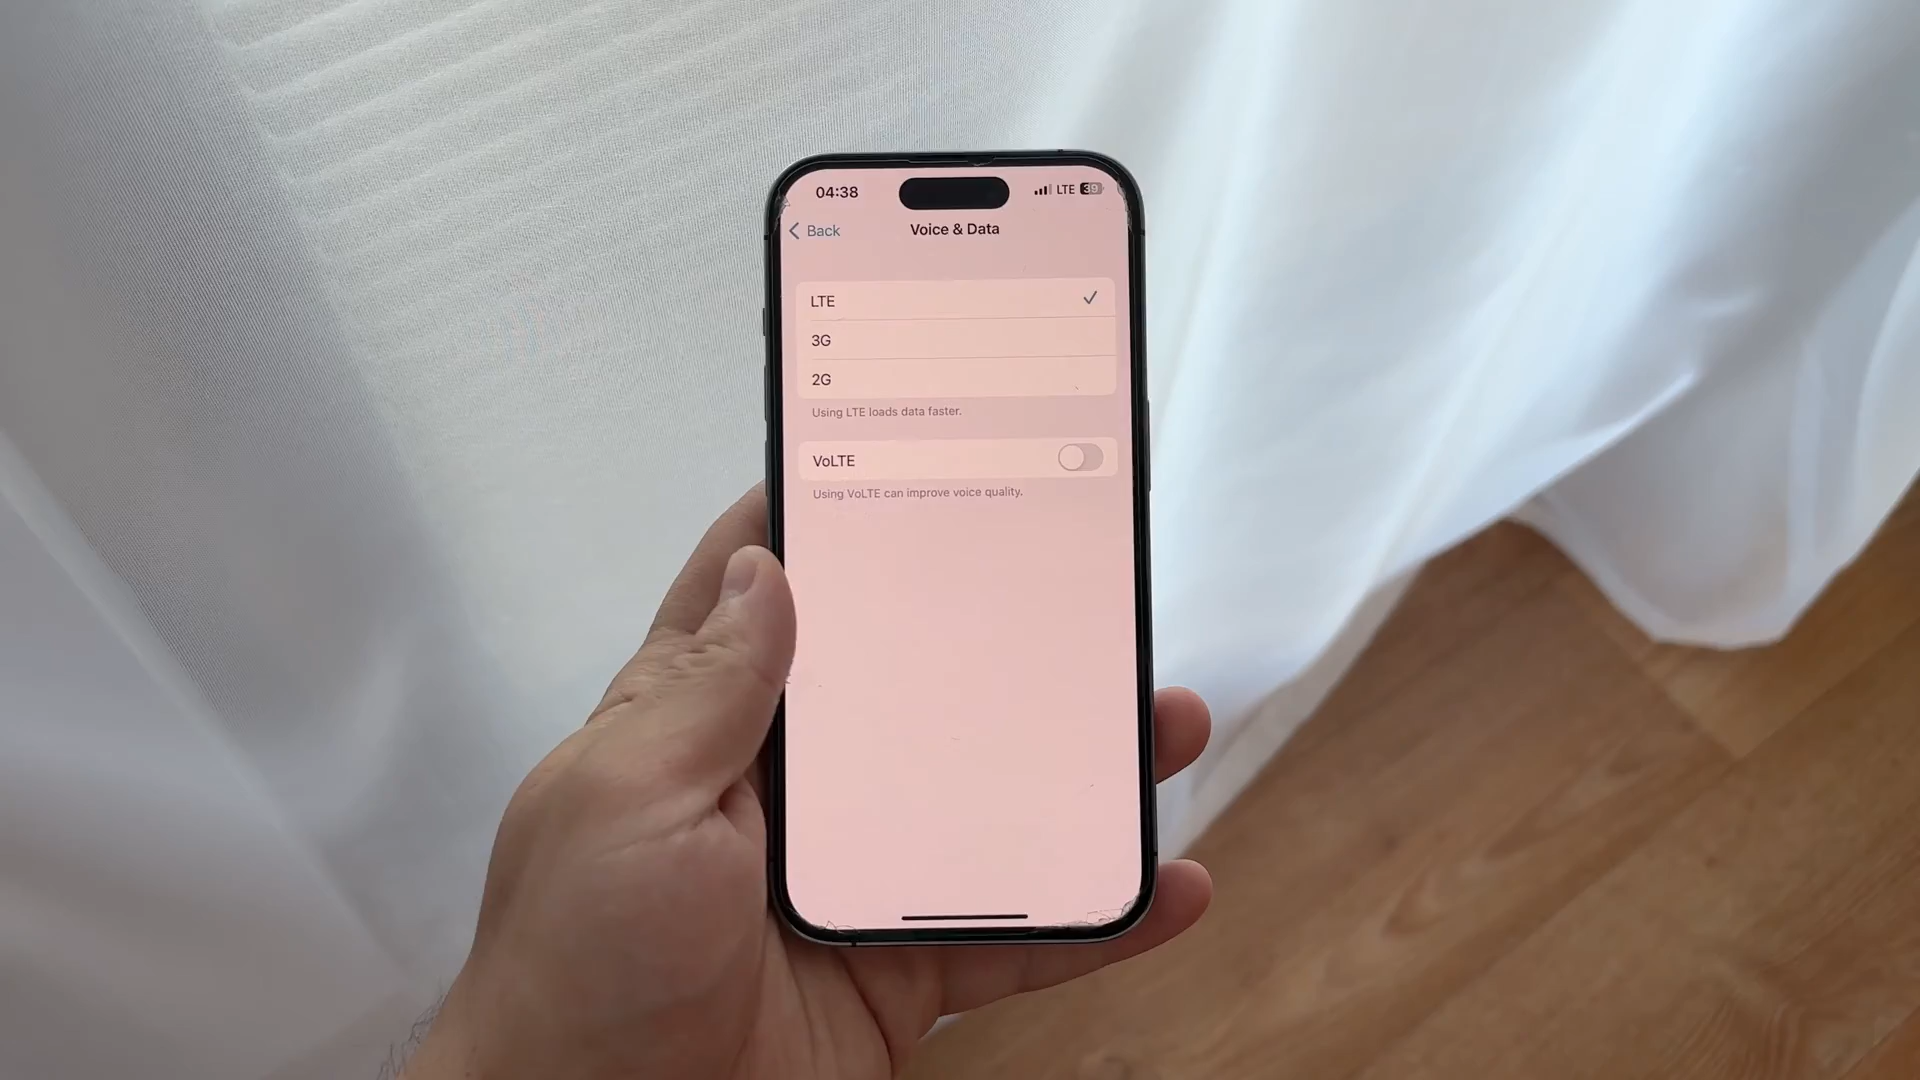 04:38
LTE 39
Back
Voice & Data
LTE
3G
2G
Using LTE loads data faster.
VoLTE
Using VoLTE can improve voice quality.